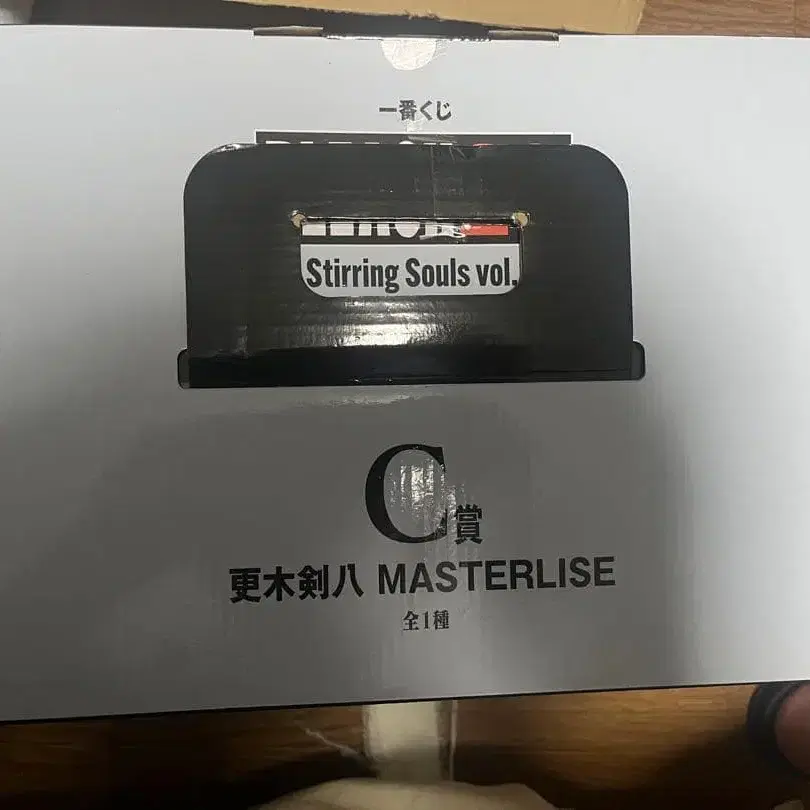 一番くじ
Stirring Souls vol.
C賞
更木剣八 MASTERLISE
全1種